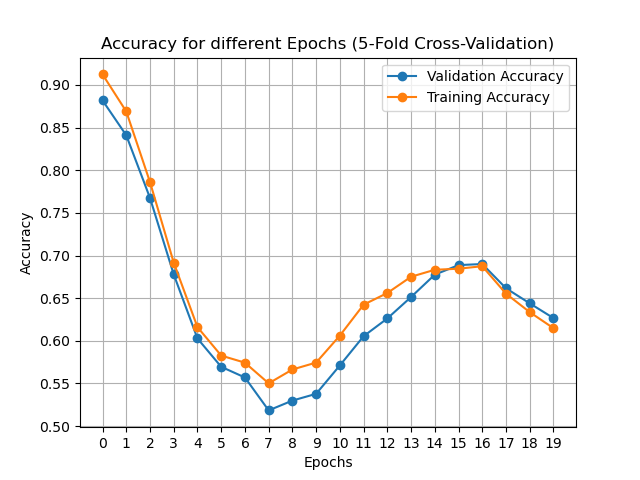 Accuracy for different Epochs (5-Fold Cross-Validation)
Validation Accuracy
Training Accuracy
Accuracy
0.90
0.85
0.80
0.75
0.70
0.65
0.60
0.55
0.50
0 1 2 3 4 5 6 7 8 9 10 11 12 13 14 15 16 17 18 19
Epochs